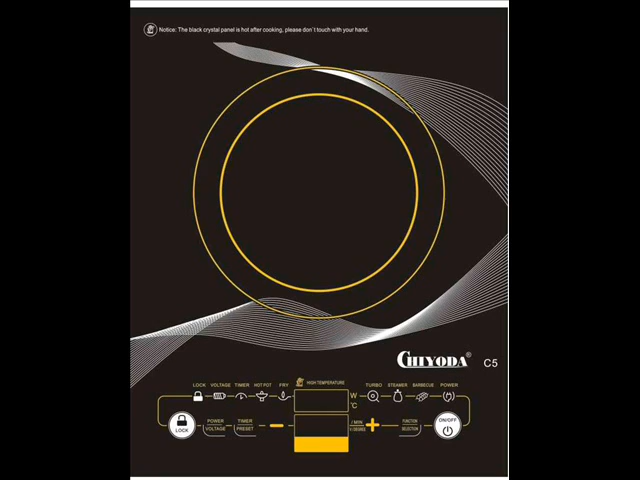 Notice: The black crystal panel is hot after cooking, please don`t touch with your hand.
CHIYODA® C5
HIGH TEMPERATURE
LOCK VOLTAGE TIMER HOT POT FRY TURBO STEAMER BARBECUE POWER
W
°C
POWER TIMER / MIN FUNCTION ON/OFF
LOCK VOLTAGE PRESET SELECTION